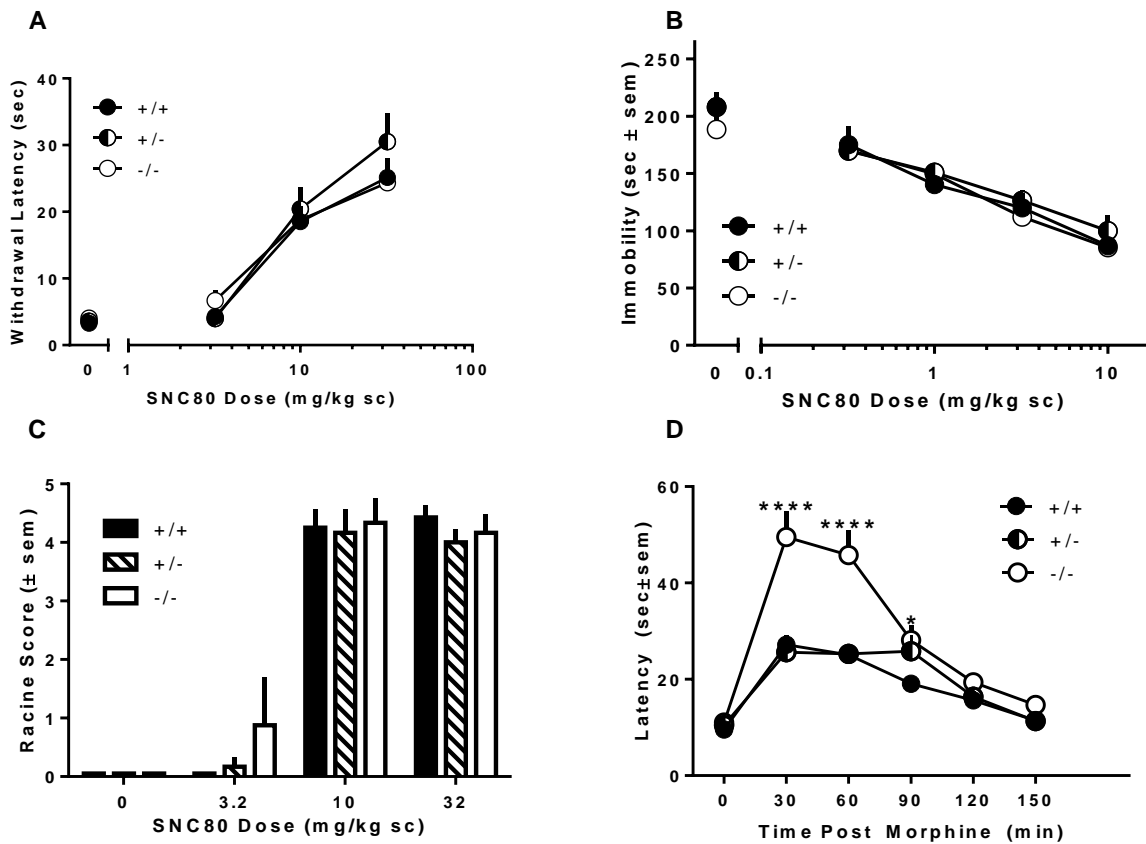 A
Withdrawal Latency (sec)
40
30
20
10
0
+/+
+/-
-/-
0 1 10 100
SNC80 Dose (mg/kg sc)
B
Immobility (sec ± sem)
250
200
150
100
50
0
+/+
+/-
-/-
0 0.1 1 10
SNC80 Dose (mg/kg sc)
C
Racine Score (± sem)
5
4
3
2
1
0
+/+
+/-
-/-
0 3.2 10 32
SNC80 Dose (mg/kg sc)
D
Latency (sec±sem)
60
40
20
0
**** ****
*
+/+
+/-
-/-
0 30 60 90 120 150
Time Post Morphine (min)